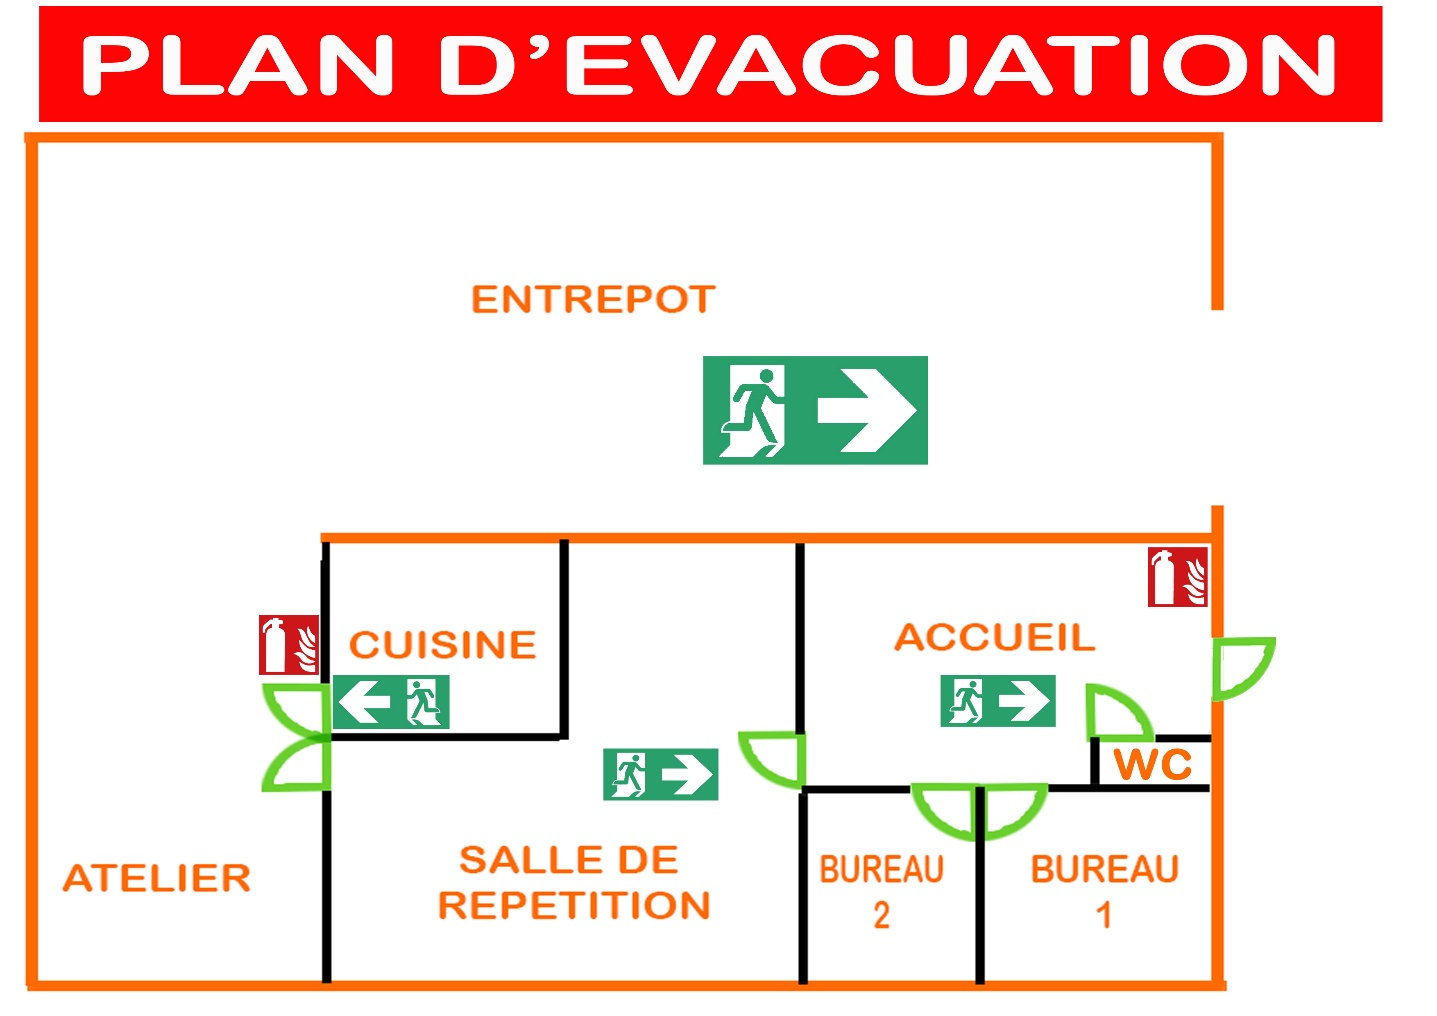 PLAN D’EVACUATION
ENTREPOT
CUISINE
ACCUEIL
WC
ATELIER
SALLE DE
REPETITION
BUREAU
2
BUREAU
1